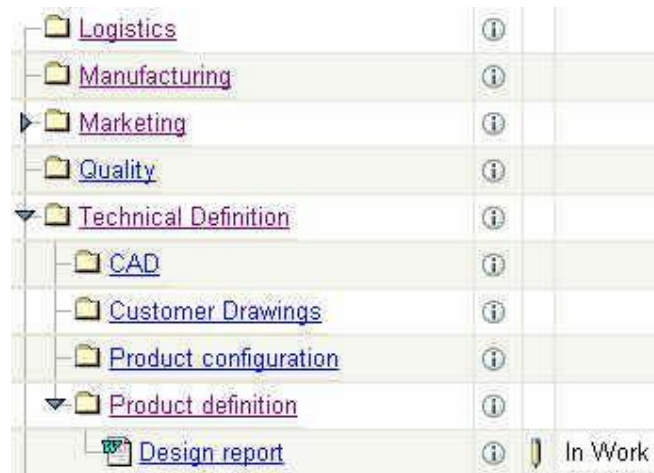 Logistics
Manufacturing
Marketing
Quality
Technical Definition
CAD
Customer Drawings
Product configuration
Product definition
Design report In Work